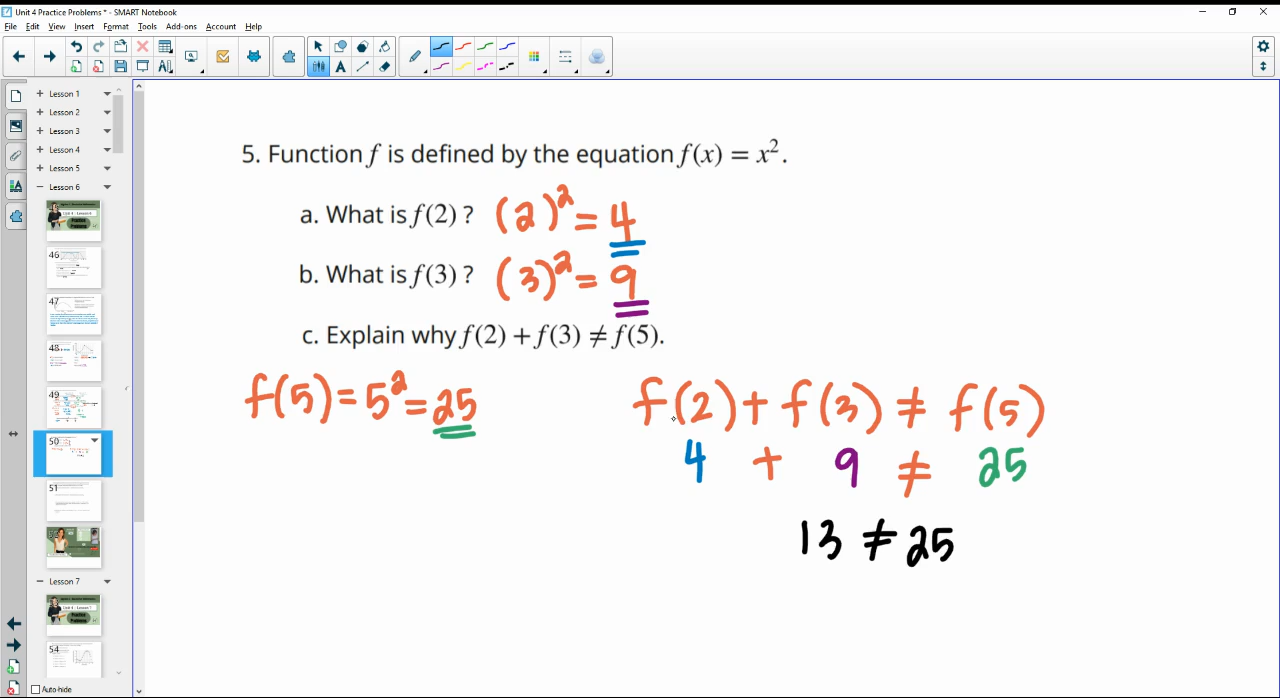 Unit 4 Practice Problems * - SMART Notebook
File Edit View Insert Format Tools Add-ons Account Help
Lesson 1
Lesson 2
Lesson 3
Lesson 4
Lesson 5
Lesson 6
46
47
48
49
50
51
Lesson 7
54
Auto-hide
5. Function f is defined by the equation f(x) = x².
a. What is f(2) ? (2)² = 4
b. What is f(3) ? (3)² = 9
c. Explain why f(2) + f(3) ≠ f(5).
f(5) = 5² = 25
f(2) + f(3) ≠ f(5)
4 + 9 ≠ 25
13 ≠ 25